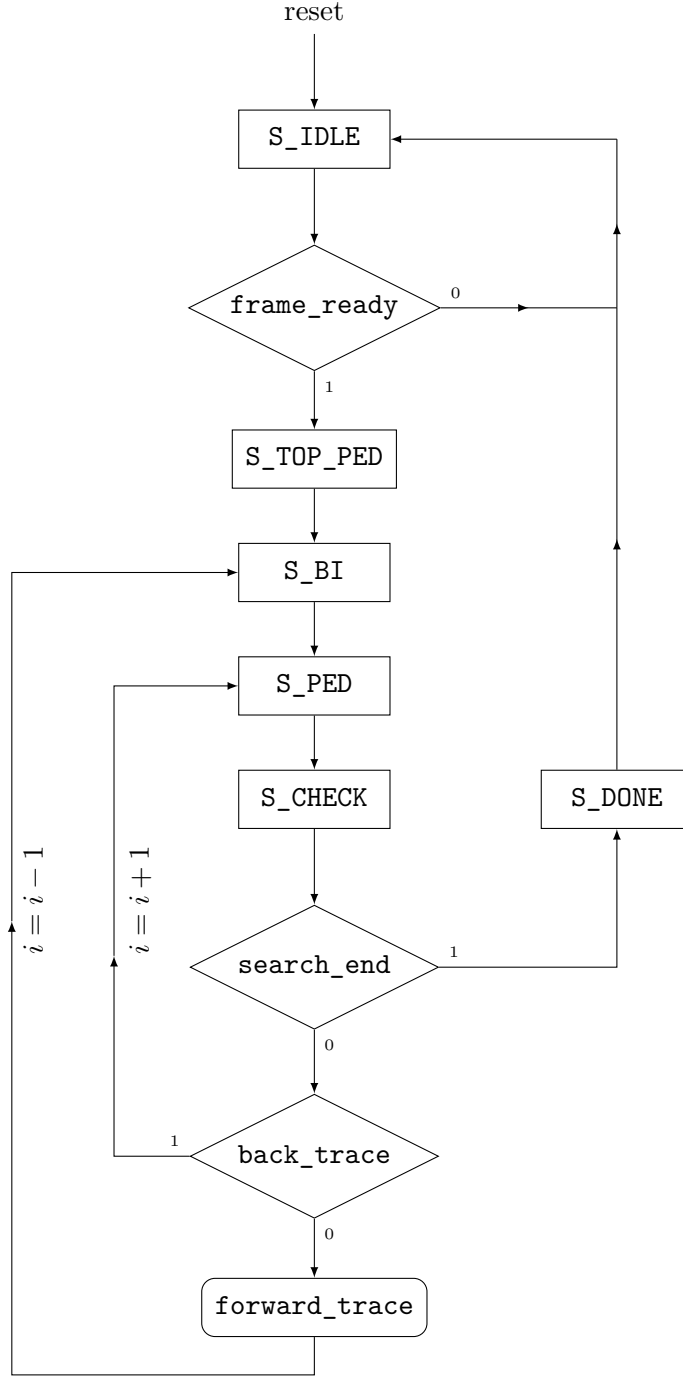 reset
S_IDLE
frame_ready
0
1
S_TOP_PED
S_BI
S_PED
S_CHECK
S_DONE
i = i − 1
i = i + 1
search_end
1
0
back_trace
1
0
forward_trace